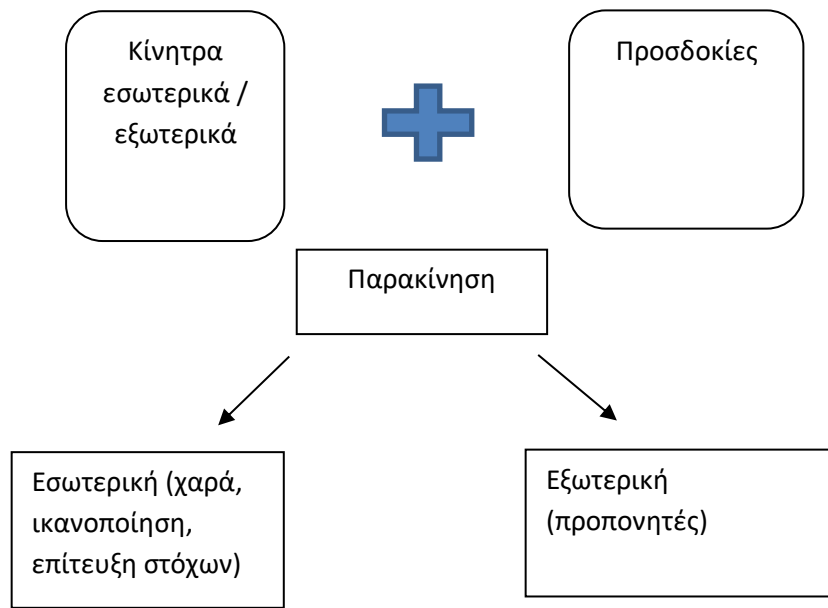 Κίνητρα
εσωτερικά /
εξωτερικά
Προσδοκίες
Παρακίνηση
Εσωτερική (χαρά,
ικανοποίηση,
επίτευξη στόχων)
Εξωτερική
(προπονητές)